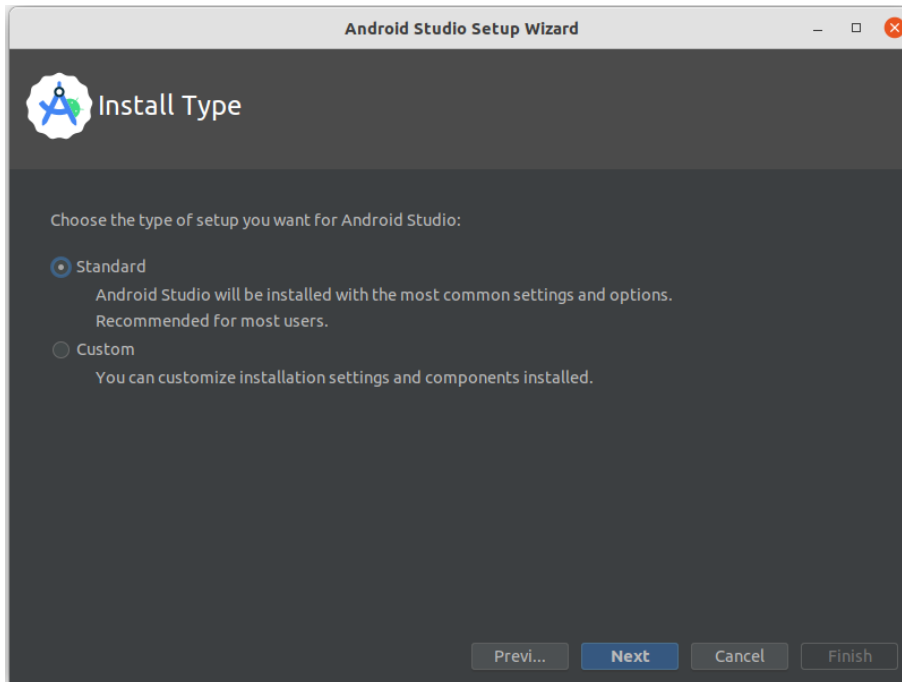 Android Studio Setup Wizard
Install Type
Choose the type of setup you want for Android Studio:
Standard
Android Studio will be installed with the most common settings and options.
Recommended for most users.
Custom
You can customize installation settings and components installed.
Previ... Next Cancel Finish